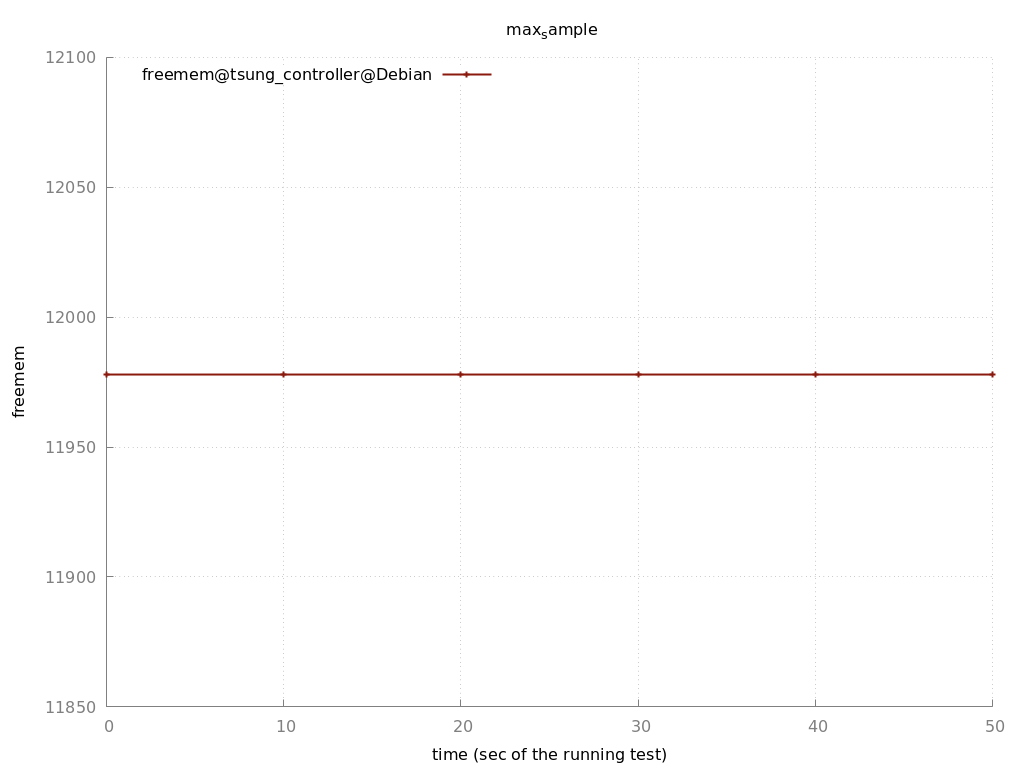 max_sample
12100
freemem@tsung_controller@Debian
12050
12000
freemem
11950
11900
11850
0 10 20 30 40 50
time (sec of the running test)